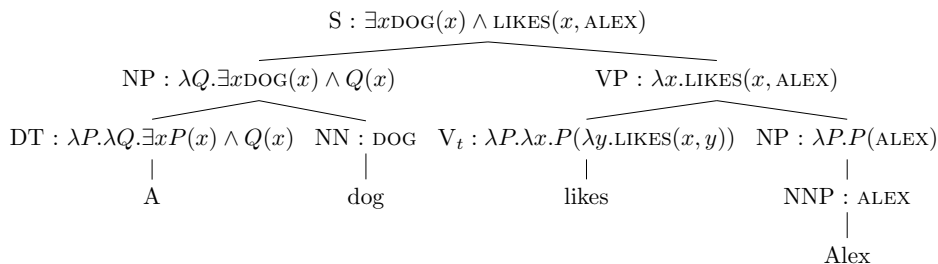 S : ∃xDOG(x) ∧ LIKES(x, ALEX)
NP : λQ.∃xDOG(x) ∧ Q(x) VP : λx.LIKES(x, ALEX)
DT : λP.λQ.∃xP(x) ∧ Q(x) NN : DOG Vₜ : λP.λx.P(λy.LIKES(x, y)) NP : λP.P(ALEX)
A dog likes NNP : ALEX
Alex